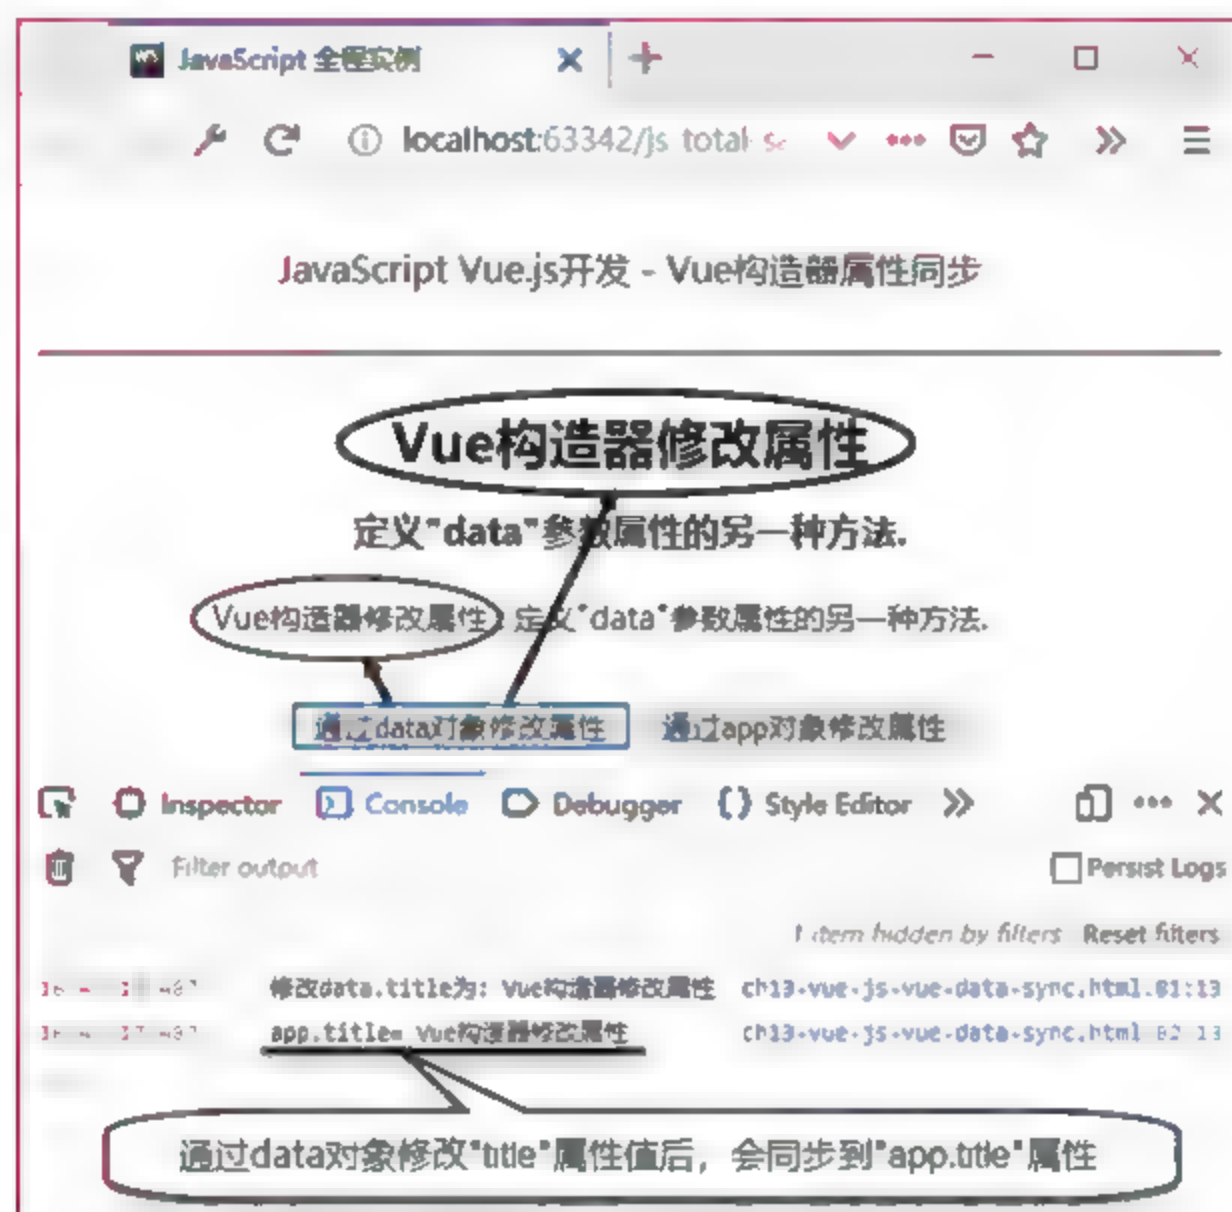 JavaScript 全程实例
localhost:63342/js total
JavaScript Vue.js开发 - Vue构造器属性同步
Vue构造器修改属性
定义"data"参数属性的另一种方法.
Vue构造器修改属性 定义"data"参数属性的另一种方法.
通过data对象修改属性 通过app对象修改属性
Inspector Console Debugger {} Style Editor
Filter output Persist Logs
1 item hidden by filters Reset filters
修改data.title为: Vue构造器修改属性 ch13-vue-js-vue-data-sync.html:81:13
app.title= Vue构造器修改属性 ch13-vue-js-vue-data-sync.html
通过data对象修改"title"属性值后，会同步到"app.title"属性